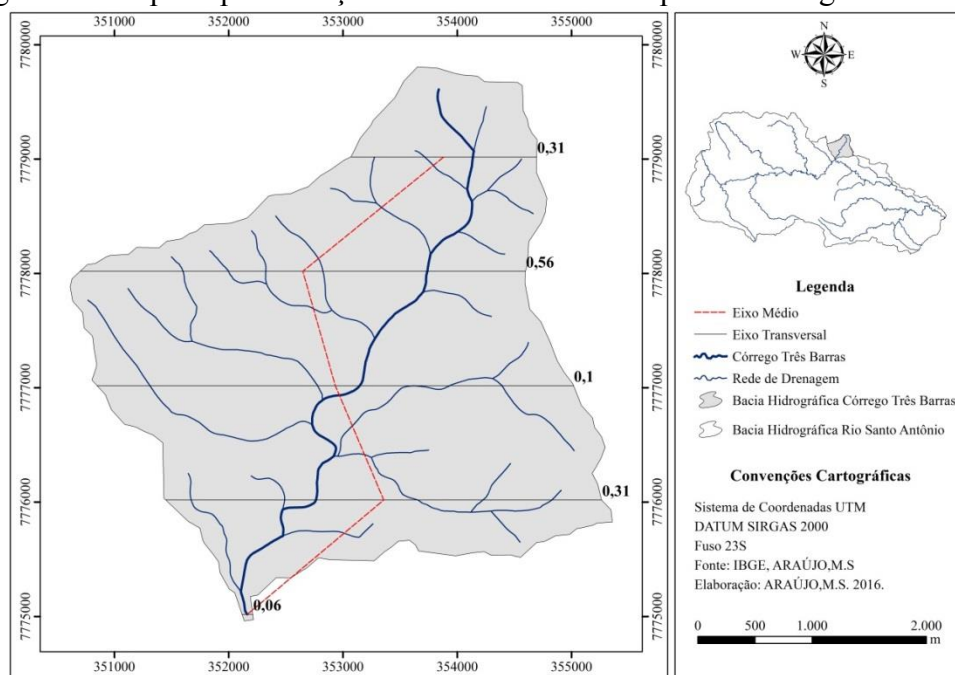 351000 352000 353000 354000 355000
7780000
7779000
7778000
7777000
7776000
7775000
0,31
0,56
0,1
0,31
0,06
7780000
7779000
7778000
7777000
7776000
7775000
351000 352000 353000 354000 355000
N
W E
S
Legenda
Eixo Médio
Eixo Transversal
Córrego Três Barras
Rede de Drenagem
Bacia Hidrográfica Córrego Três Barras
Bacia Hidrográfica Rio Santo Antônio
Convenções Cartográficas
Sistema de Coordenadas UTM
DATUM SIRGAS 2000
Fuso 23S
Fonte: IBGE, ARAÚJO,M.S
Elaboração: ARAÚJO,M.S. 2016.
0 500 1.000 2.000
m